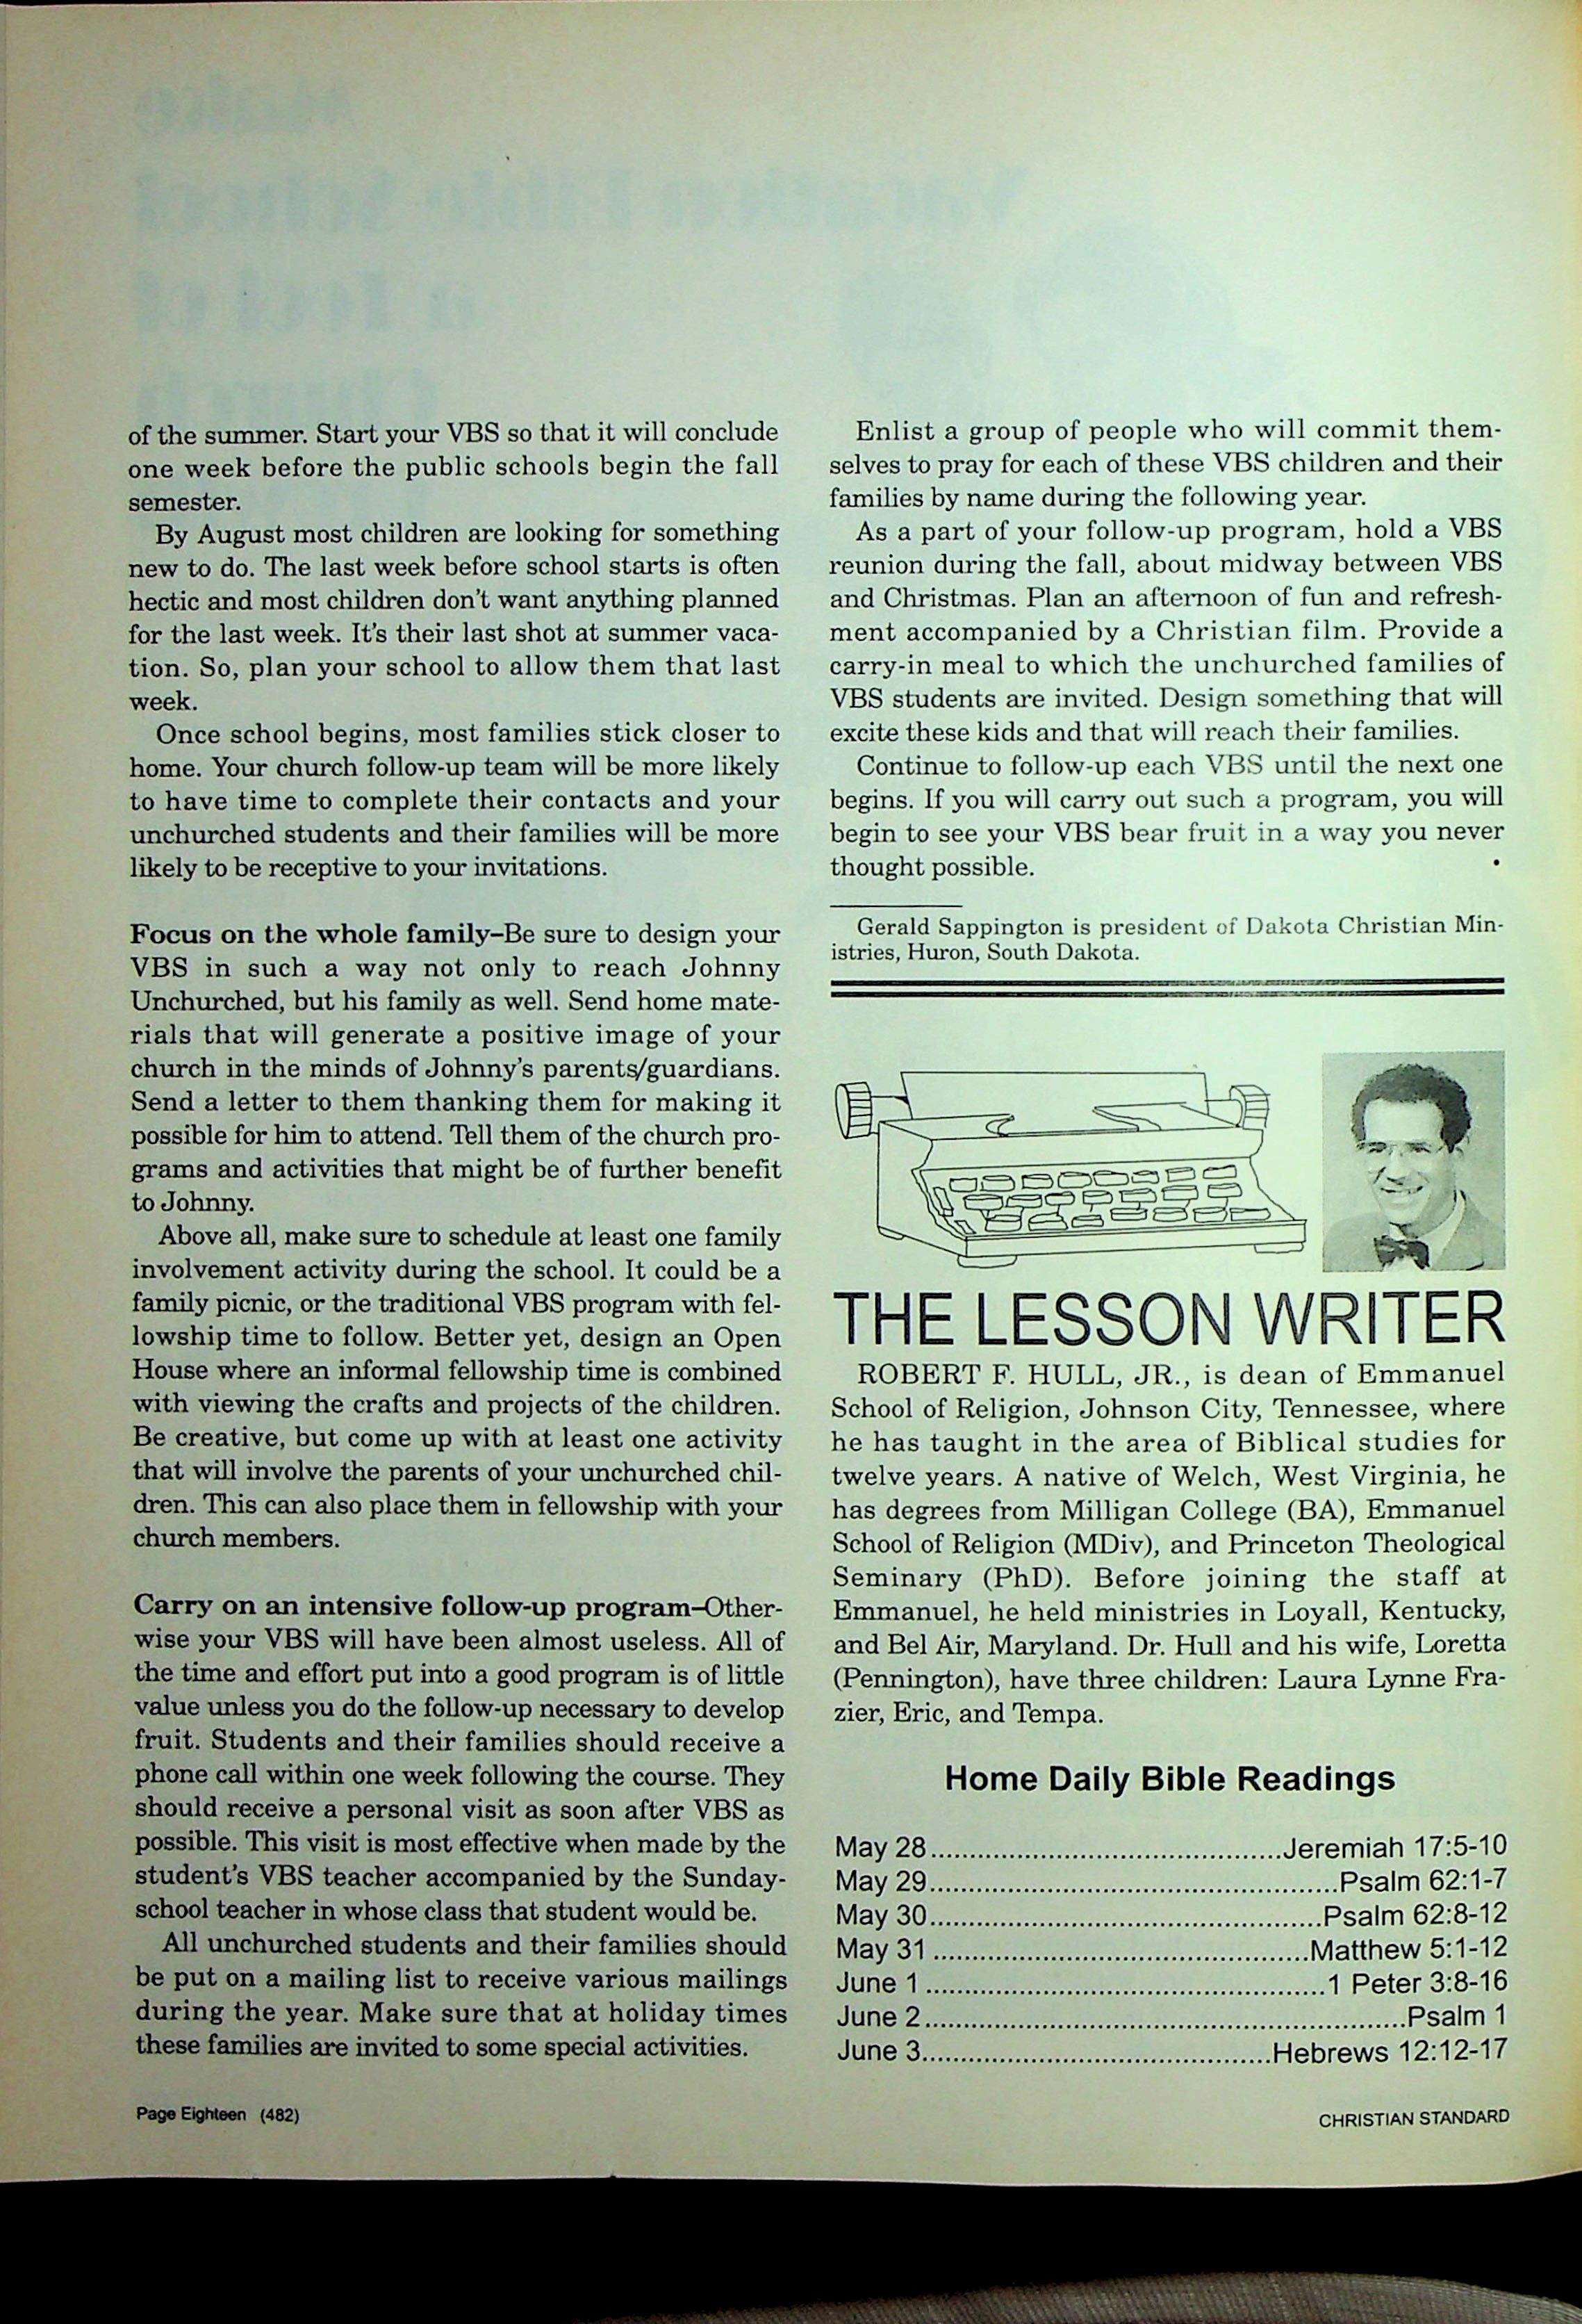 of the summer. Start your VBS so that it will conclude
one week before the public schools begin the fall
semester.
By August most children are looking for something
new to do. The last week before school starts is often
hectic and most children don't want anything planned
for the last week. It's their last shot at summer vaca-
tion. So, plan your school to allow them that last
week.
Once school begins, most families stick closer to
home. Your church follow-up team will be more likely
to have time to complete their contacts and your
unchurched students and their families will be more
likely to be receptive to your invitations.
Focus on the whole family–Be sure to design your
VBS in such a way not only to reach Johnny
Unchurched, but his family as well. Send home mate-
rials that will generate a positive image of your
church in the minds of Johnny's parents/guardians.
Send a letter to them thanking them for making it
possible for him to attend. Tell them of the church pro-
grams and activities that might be of further benefit
to Johnny.
Above all, make sure to schedule at least one family
involvement activity during the school. It could be a
family picnic, or the traditional VBS program with fel-
lowship time to follow. Better yet, design an Open
House where an informal fellowship time is combined
with viewing the crafts and projects of the children.
Be creative, but come up with at least one activity
that will involve the parents of your unchurched chil-
dren. This can also place them in fellowship with your
church members.
Carry on an intensive follow-up program–Other-
wise your VBS will have been almost useless. All of
the time and effort put into a good program is of little
value unless you do the follow-up necessary to develop
fruit. Students and their families should receive a
phone call within one week following the course. They
should receive a personal visit as soon after VBS as
possible. This visit is most effective when made by the
student's VBS teacher accompanied by the Sunday-
school teacher in whose class that student would be.
All unchurched students and their families should
be put on a mailing list to receive various mailings
during the year. Make sure that at holiday times
these families are invited to some special activities.
Enlist a group of people who will commit them-
selves to pray for each of these VBS children and their
families by name during the following year.
As a part of your follow-up program, hold a VBS
reunion during the fall, about midway between VBS
and Christmas. Plan an afternoon of fun and refresh-
ment accompanied by a Christian film. Provide a
carry-in meal to which the unchurched families of
VBS students are invited. Design something that will
excite these kids and that will reach their families.
Continue to follow-up each VBS until the next one
begins. If you will carry out such a program, you will
begin to see your VBS bear fruit in a way you never
thought possible. •
Gerald Sappington is president of Dakota Christian Min-
istries, Huron, South Dakota.
THE LESSON WRITER
ROBERT F. HULL, JR., is dean of Emmanuel
School of Religion, Johnson City, Tennessee, where
he has taught in the area of Biblical studies for
twelve years. A native of Welch, West Virginia, he
has degrees from Milligan College (BA), Emmanuel
School of Religion (MDiv), and Princeton Theological
Seminary (PhD). Before joining the staff at
Emmanuel, he held ministries in Loyall, Kentucky,
and Bel Air, Maryland. Dr. Hull and his wife, Loretta
(Pennington), have three children: Laura Lynne Fra-
zier, Eric, and Tempa.
Home Daily Bible Readings
May 28..............................................Jeremiah 17:5-10
May 29.....................................................Psalm 62:1-7
May 30...................................................Psalm 62:8-12
May 31.................................................Matthew 5:1-12
June 1....................................................1 Peter 3:8-16
June 2..............................................................Psalm 1
June 3.............................................Hebrews 12:12-17
Page Eighteen (482)
CHRISTIAN STANDARD